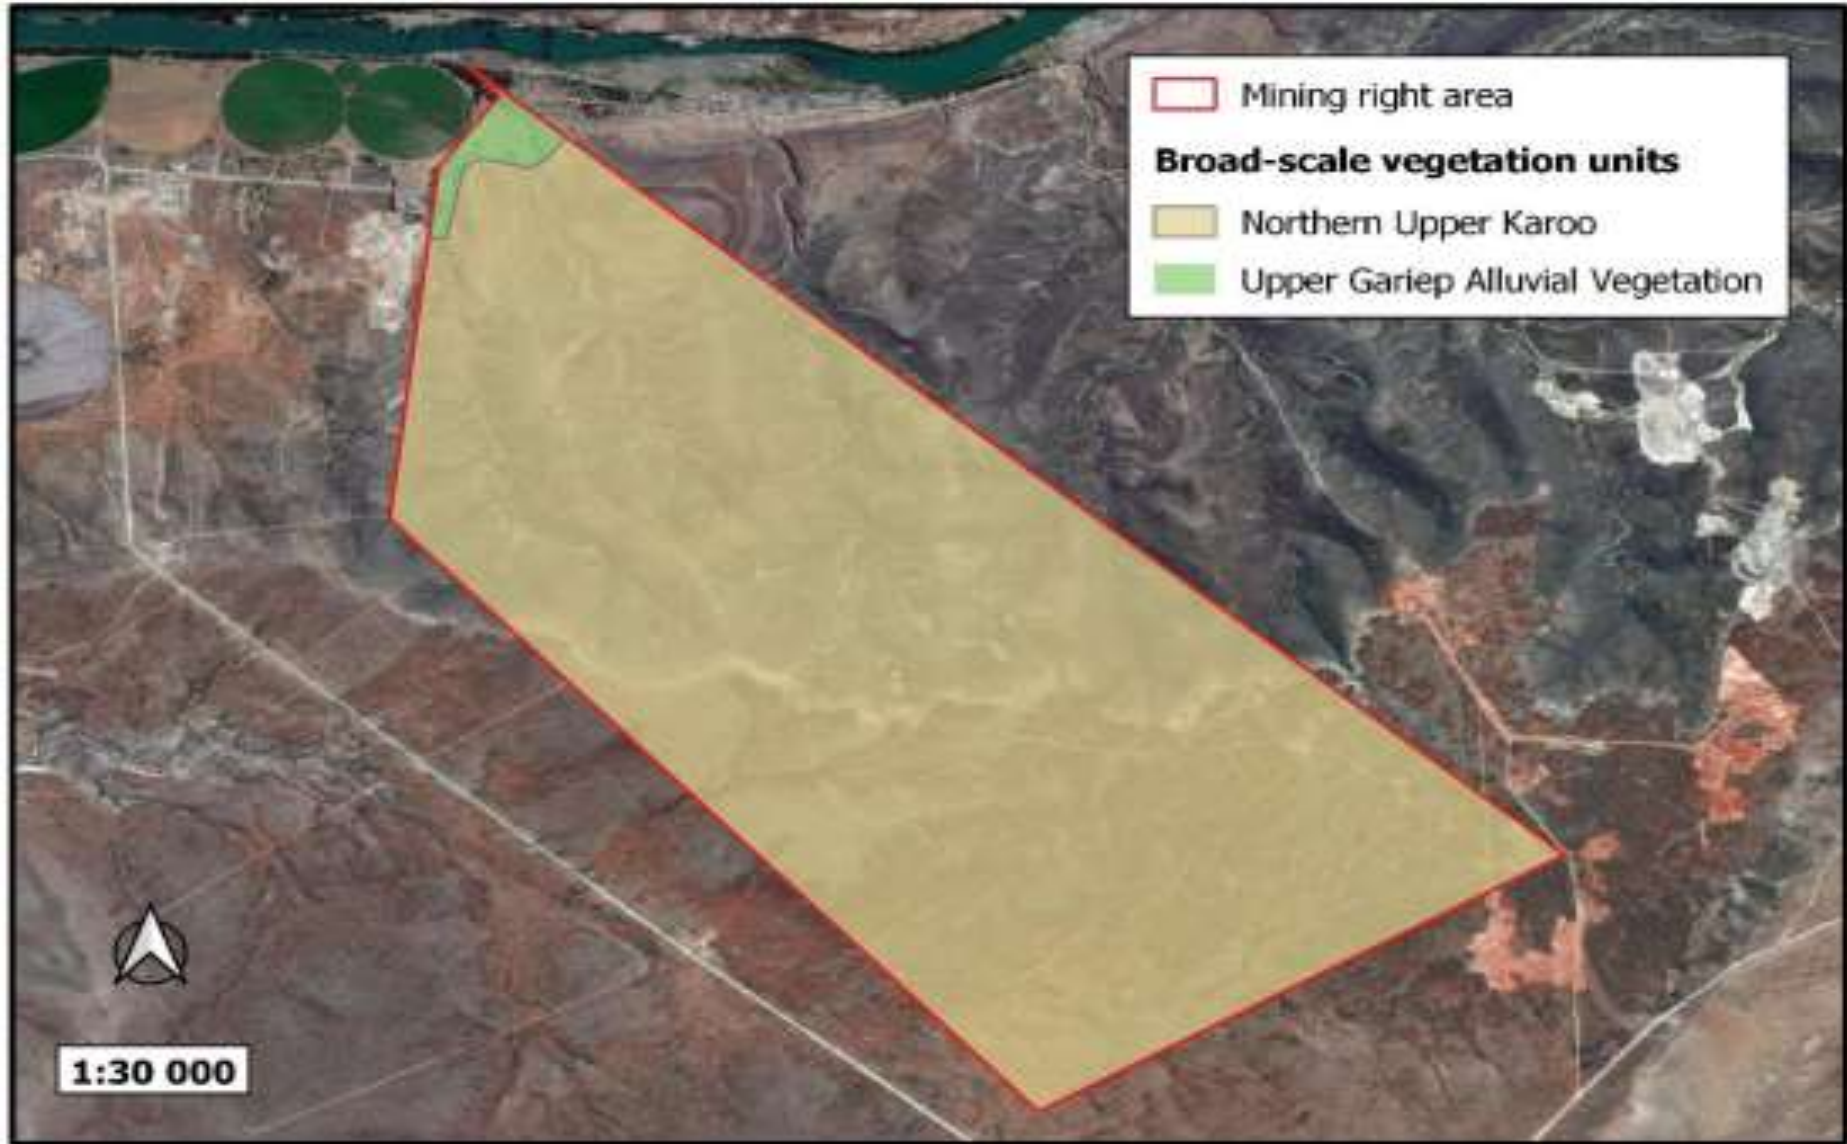 Mining right area
Broad-scale vegetation units
Northern Upper Karoo
Upper Gariep Alluvial Vegetation
1:30 000